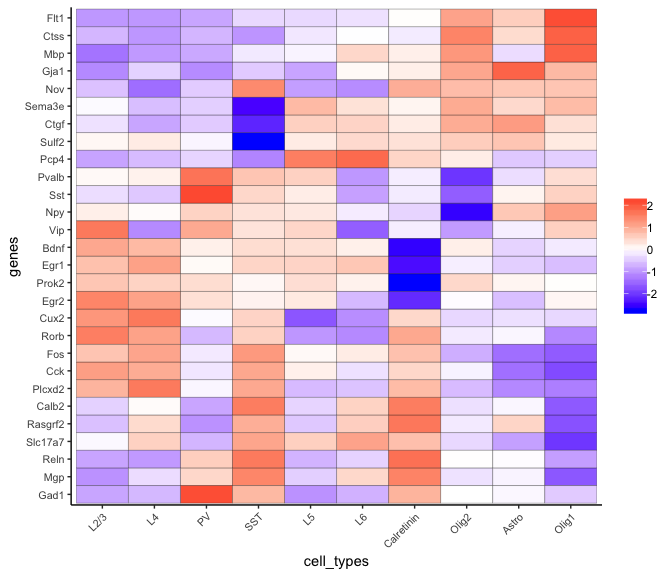 genes
Flt1
Ctss
Mbp
Gja1
Nov
Sema3e
Ctgf
Sulf2
Pcp4
Pvalb
Sst
Npy
Vip
Bdnf
Egr1
Prok2
Egr2
Cux2
Rorb
Fos
Cck
Plcxd2
Calb2
Rasgrf2
Slc17a7
Reln
Mgp
Gad1
L2/3 L4 PV SST L5 L6 Calretinin Olig2 Astro Olig1
cell_types
2
1
0
-1
-2